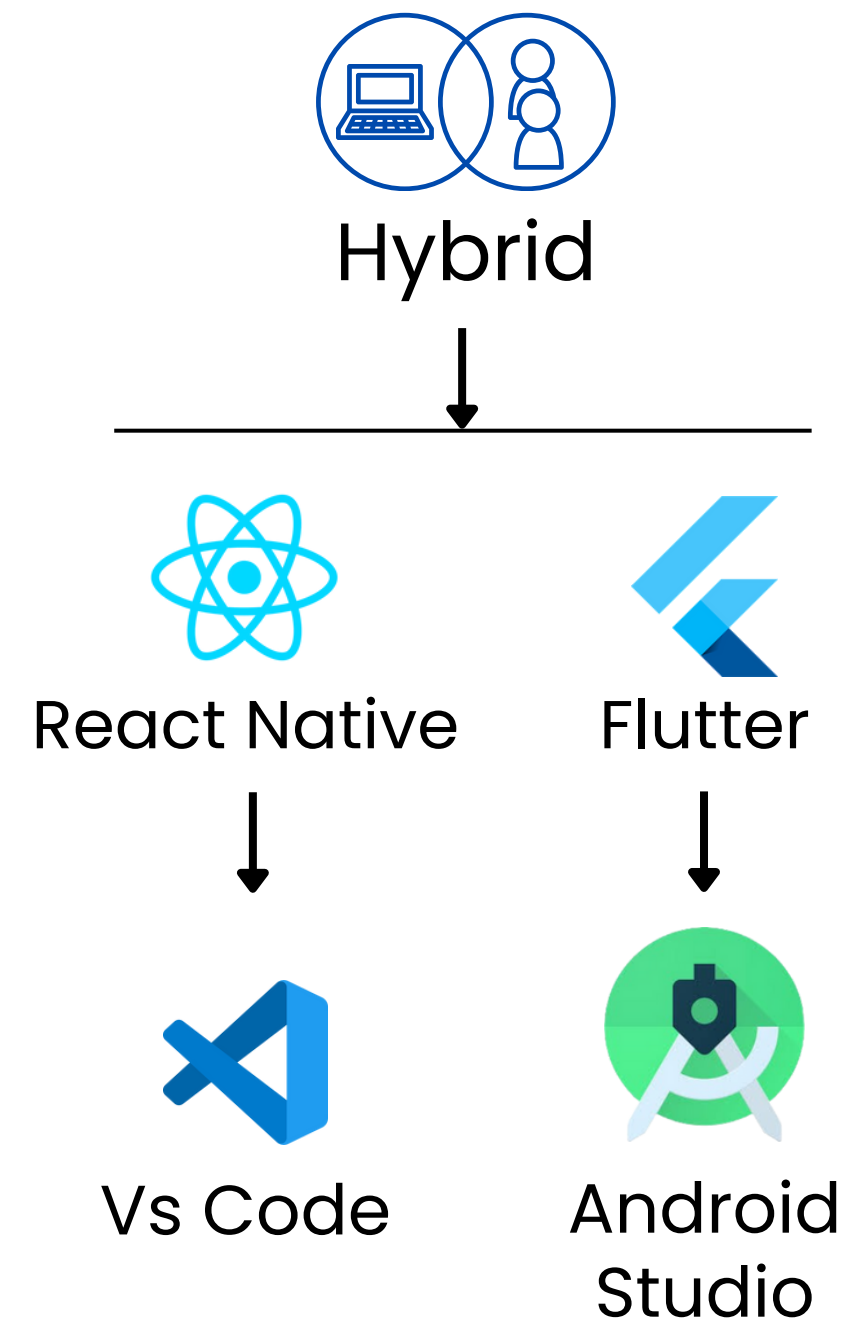 Hybrid
React Native
Flutter
Vs Code
Android
Studio